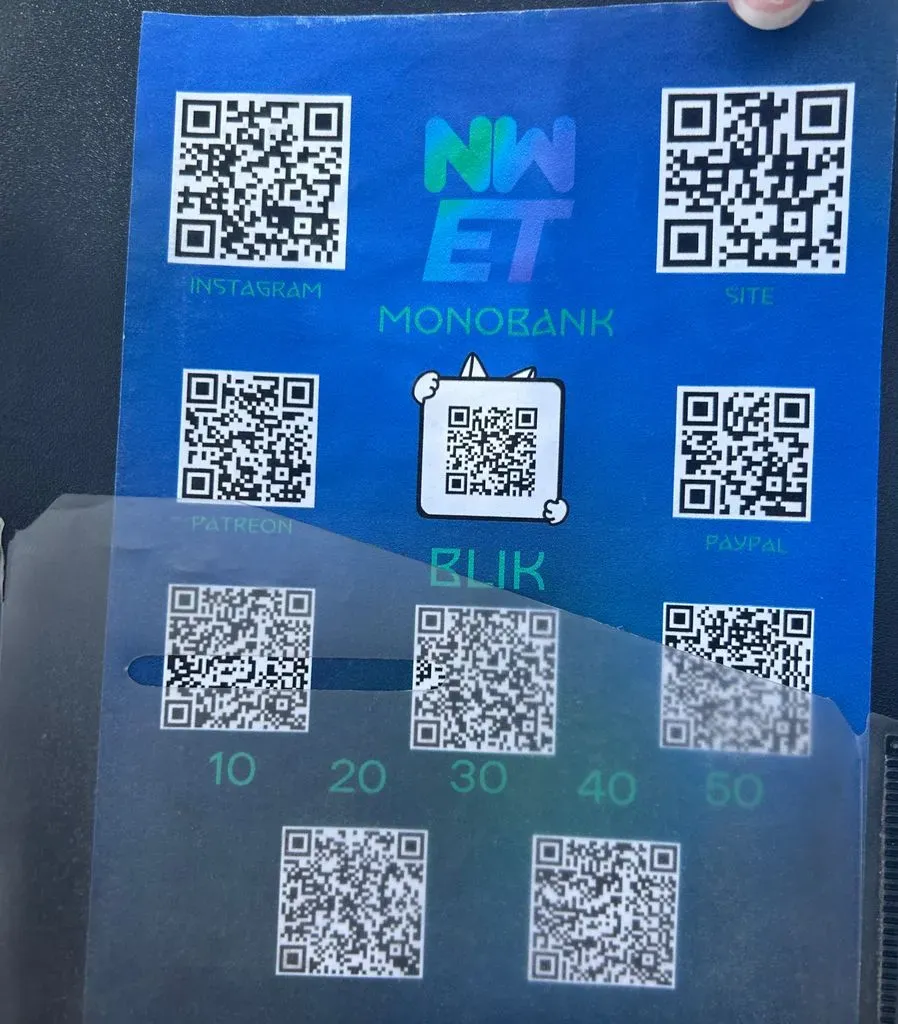 NW
ET
INSTAGRAM
SITE
MONOBANK
PATREON
PAYPAL
BLIK
10 20 30 40 50